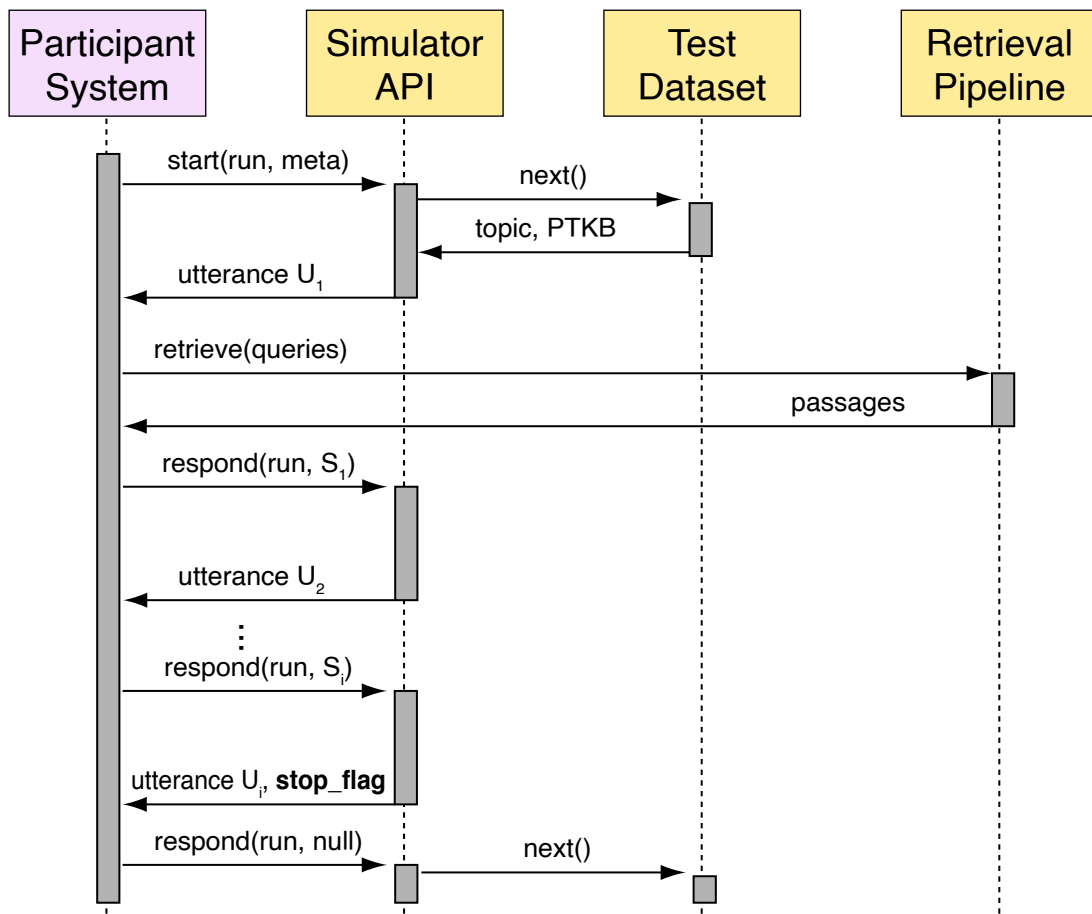 Participant System
Simulator API
Test Dataset
Retrieval Pipeline
start(run, meta)
next()
topic, PTKB
utterance U₁
retrieve(queries)
passages
respond(run, S₁)
utterance U₂
⋮
respond(run, Sᵢ)
utterance Uᵢ, stop_flag
respond(run, null)
next()